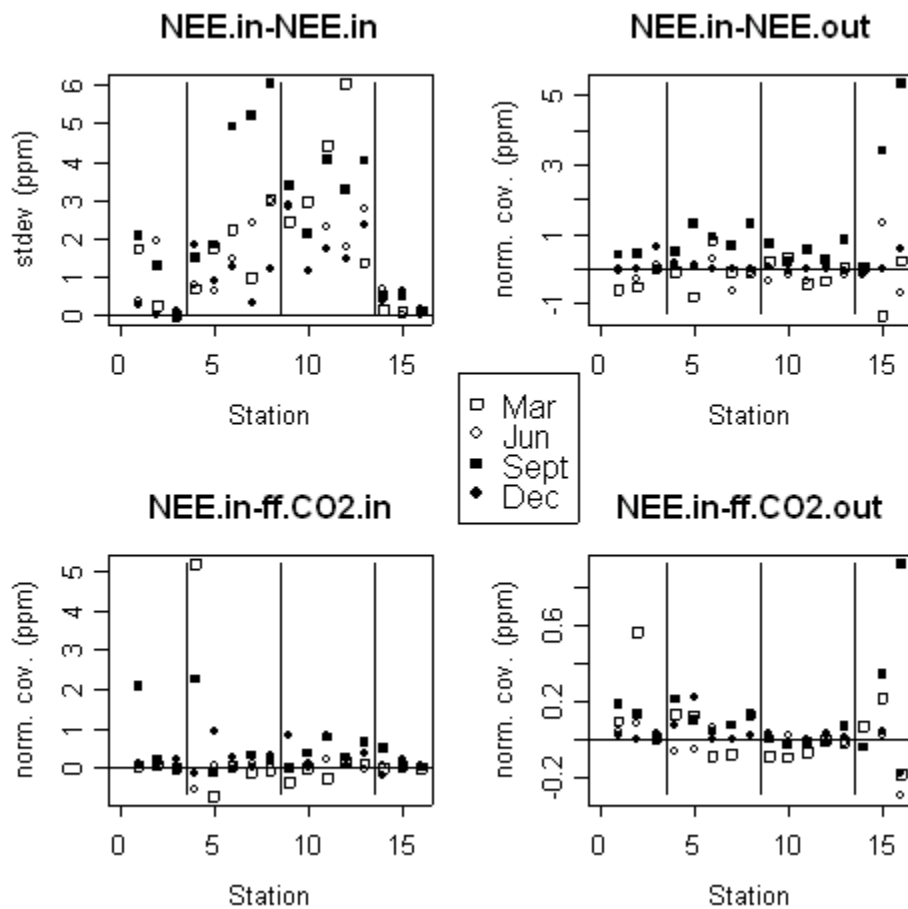 NEE.in-NEE.in
NEE.in-NEE.out
stdev (ppm)
0 1 2 3 4 5 6
0 5 10 15
Station
norm. cov. (ppm)
-1 1 3 5
0 5 10 15
Station
Mar
Jun
Sept
Dec
NEE.in-ff.CO2.in
NEE.in-ff.CO2.out
norm. cov. (ppm)
0 1 2 3 4 5
0 5 10 15
Station
norm. cov. (ppm)
-0.2 0.2 0.6
0 5 10 15
Station